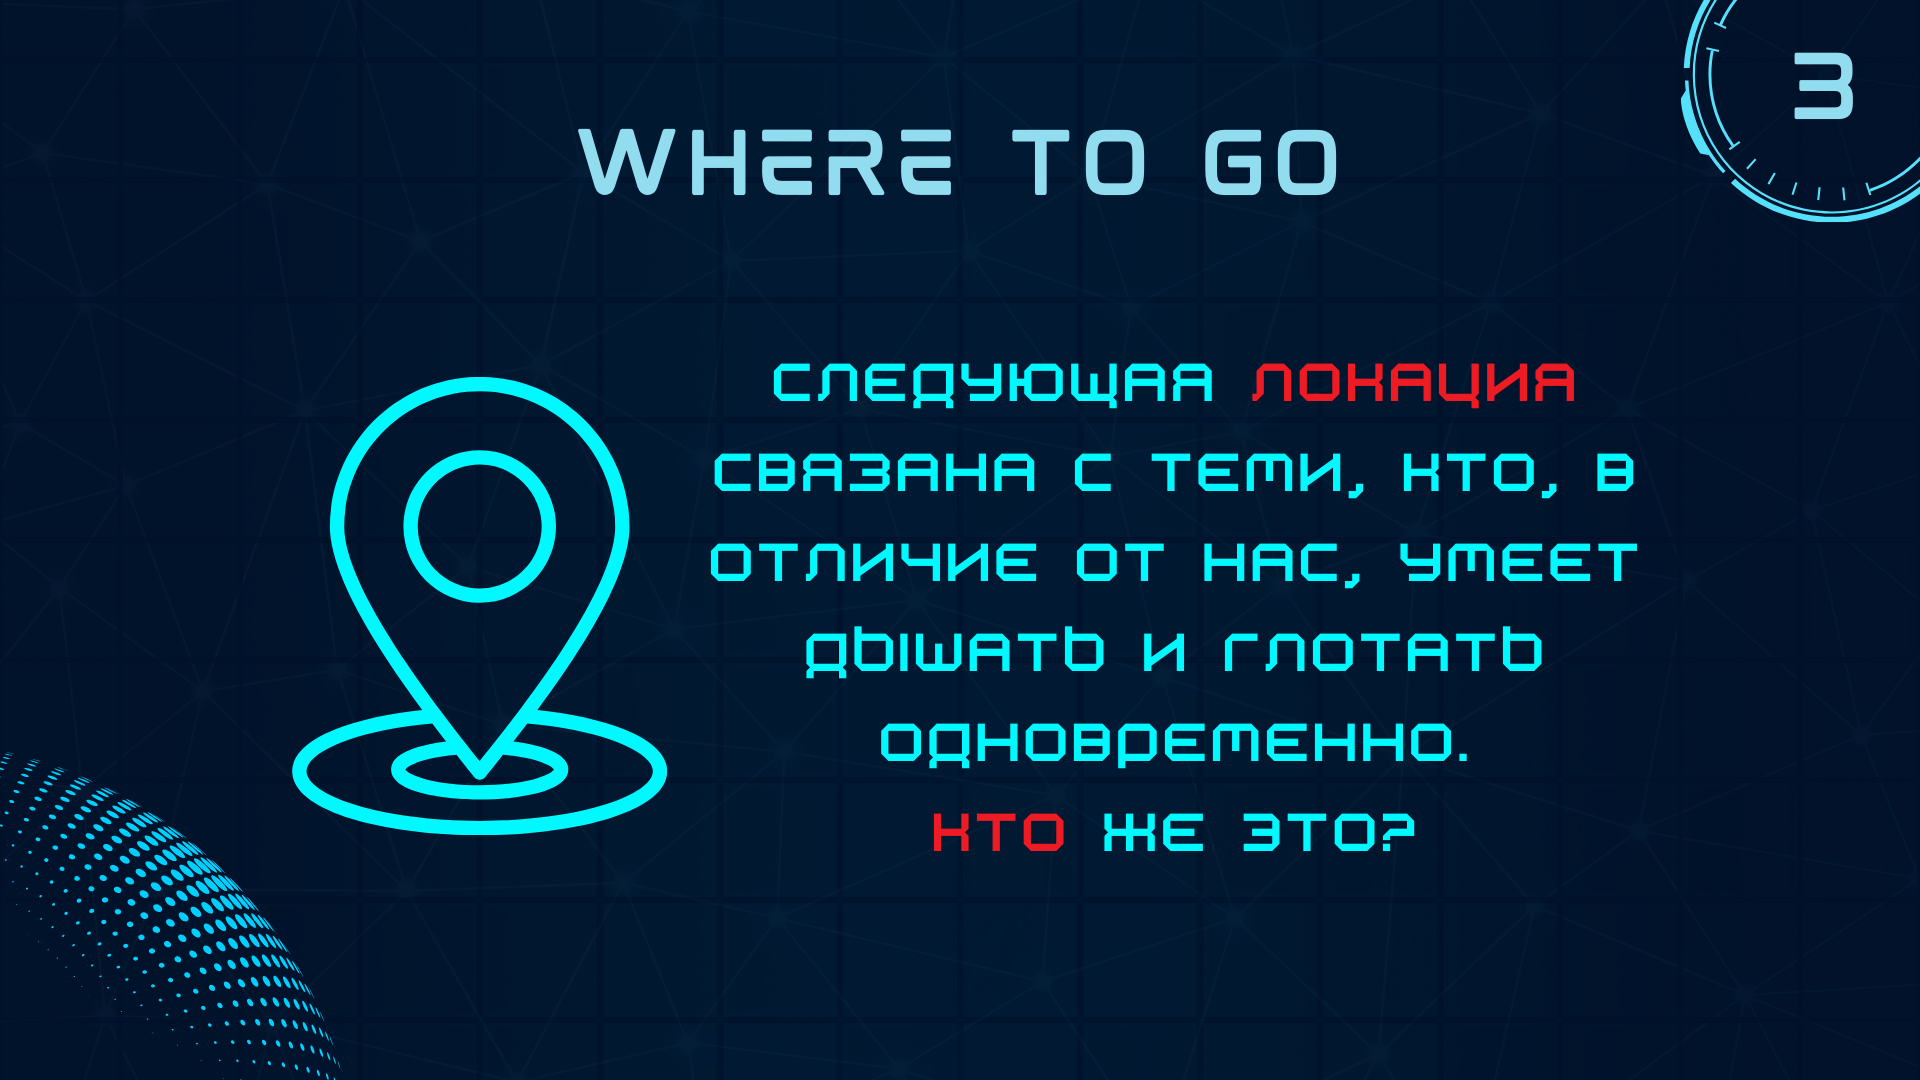 3
WHERE TO GO
СЛЕДУЮЩАЯ ЛОКАЦИЯ
СВЯЗАНА С ТЕМИ, КТО, В
ОТЛИЧИЕ ОТ НАС, УМЕЕТ
ДЫШАТЬ И ГЛОТАТЬ
ОДНОВРЕМЕННО.
КТО ЖЕ ЭТО?